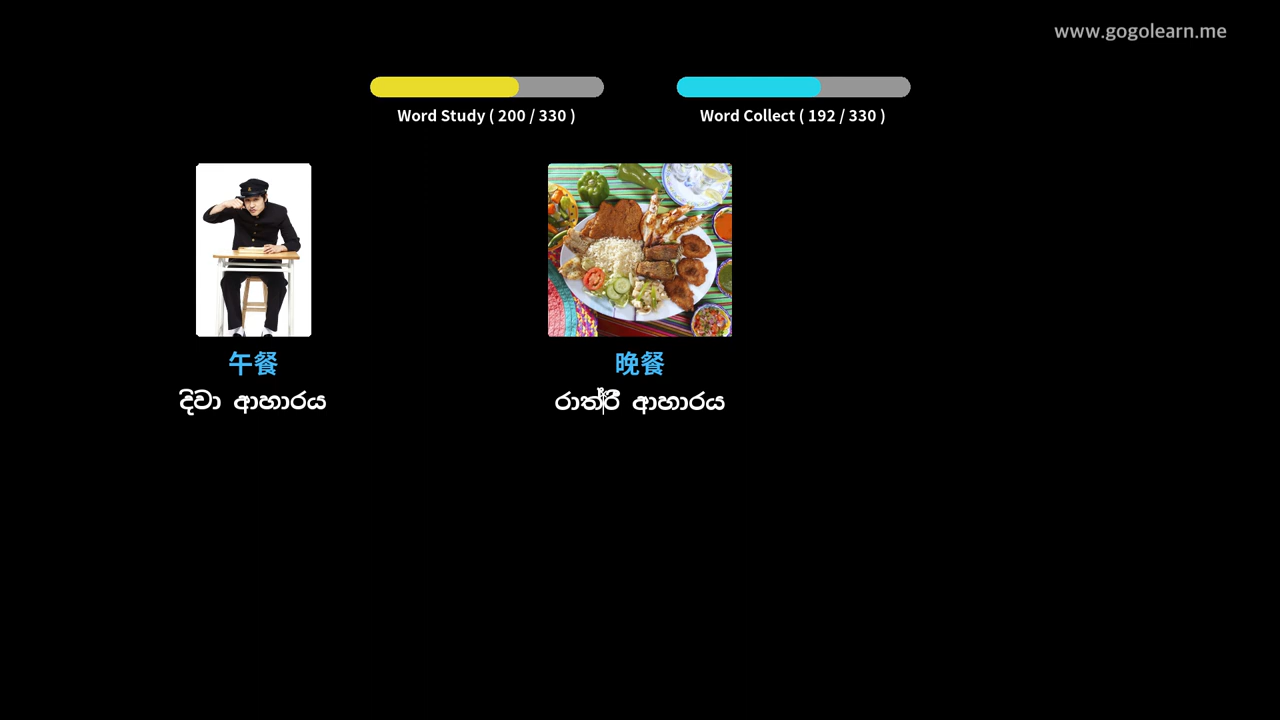 www.gogolearn.me
Word Study ( 200 / 330 )
Word Collect ( 192 / 330 )
午餐
晚餐
දිවා ආහාරය
රාත්‍රී ආහාරය